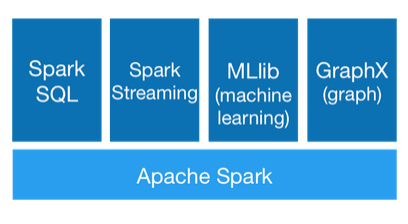 Spark
SQL
Spark
Streaming
MLlib
(machine
learning)
GraphX
(graph)
Apache Spark